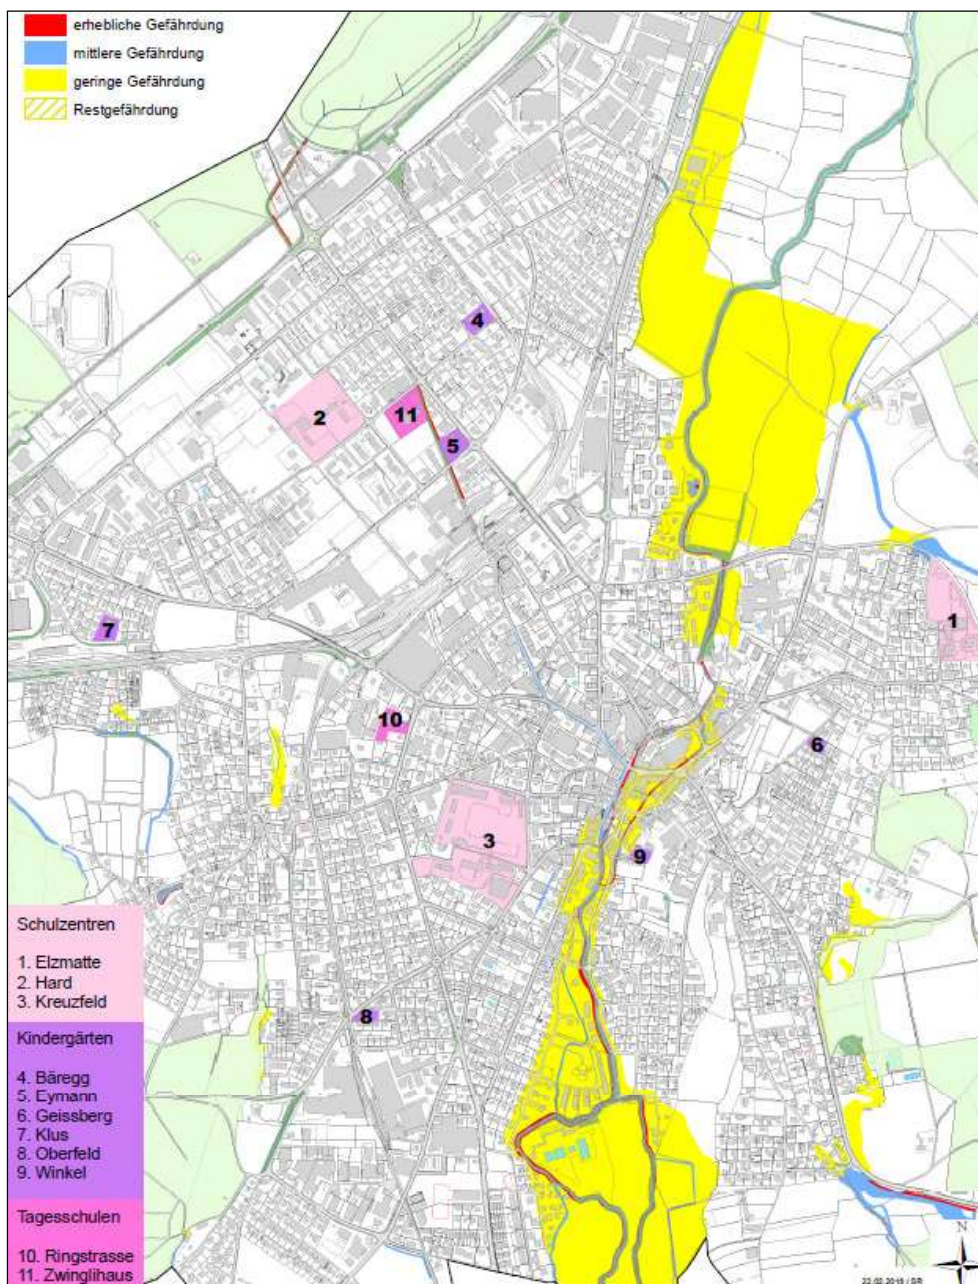 erhebliche Gefährdung
mittlere Gefährdung
geringe Gefährdung
Restgefährdung
4
2
11
5
1
7
10
6
3
9
8
Schulzentren
1. Elzmatte
2. Hard
3. Kreuzfeld
Kindergärten
4. Bäregg
5. Eymann
6. Geissberg
7. Klus
8. Oberfeld
9. Winkel
Tagesschulen
10. Ringstrasse
11. Zwinglihaus
N